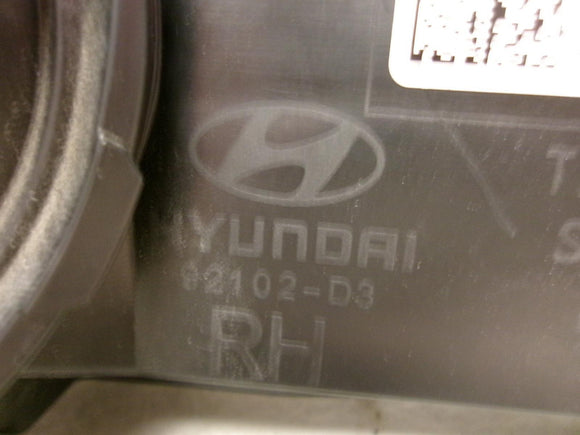 HYUNDAI
92102-D3
RH
T
S